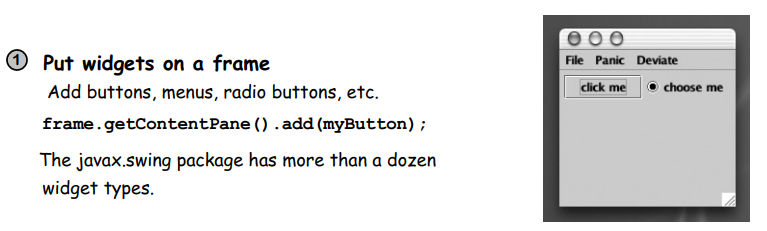 1 Put widgets on a frame
Add buttons, menus, radio buttons, etc.
frame.getContentPane().add(myButton);
The javax.swing package has more than a dozen
widget types.
File Panic Deviate
click me choose me